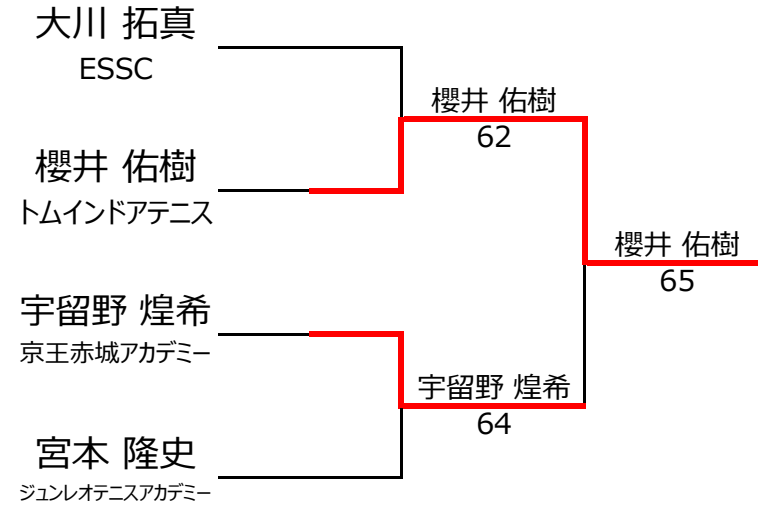 大川 拓真
ESSC
櫻井 佑樹
62
櫻井 佑樹
トムインドアテニス
櫻井 佑樹
65
宇留野 煌希
京王赤城アカデミー
宇留野 煌希
64
宮本 隆史
ジュンレオテニスアカデミー